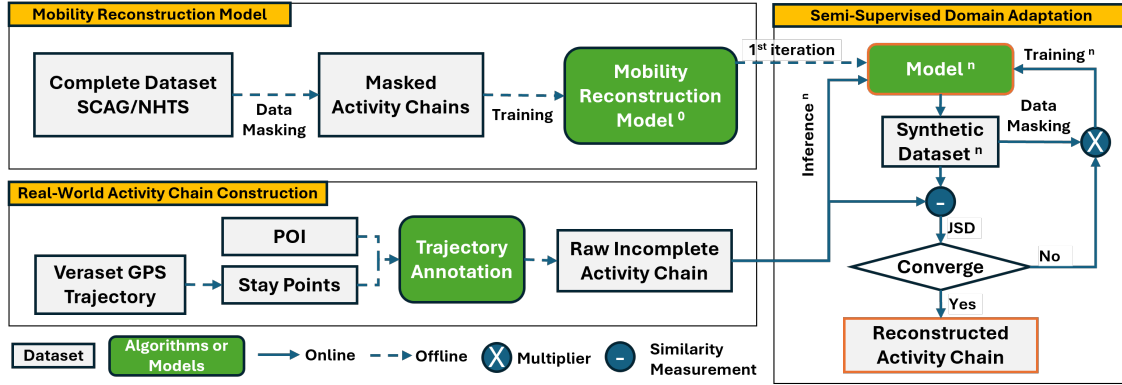 Mobility Reconstruction Model
Complete Dataset
SCAG/NHTS
Data
Masking
Masked
Activity Chains
Training
Mobility
Reconstruction
Model ⁰
1st iteration
Real-World Activity Chain Construction
Veraset GPS
Trajectory
POI
Stay Points
Trajectory
Annotation
Raw Incomplete
Activity Chain
Inference ⁿ
Semi-Supervised Domain Adaptation
Model ⁿ
Training ⁿ
Synthetic
Dataset ⁿ
Data
Masking
X
-
JSD
Converge
No
Yes
Reconstructed
Activity Chain
Dataset
Algorithms or
Models
Online
Offline
X
Multiplier
-
Similarity
Measurement